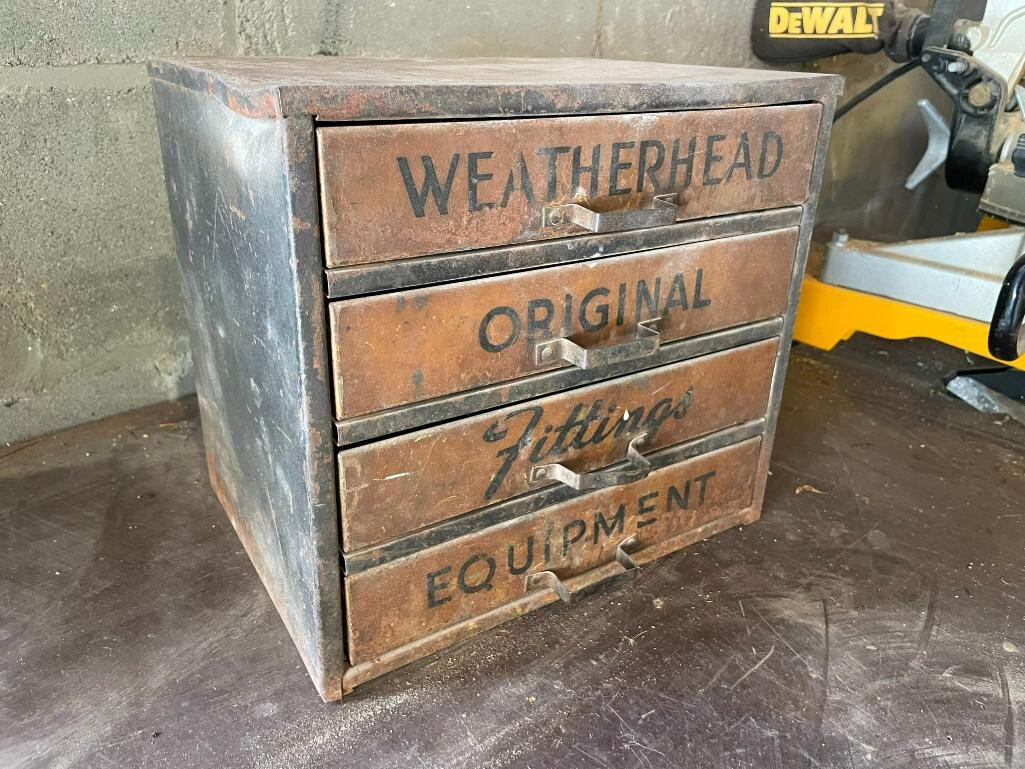 DEWALT
WEATHERHEAD
ORIGINAL
Fittings
EQUIPMENT